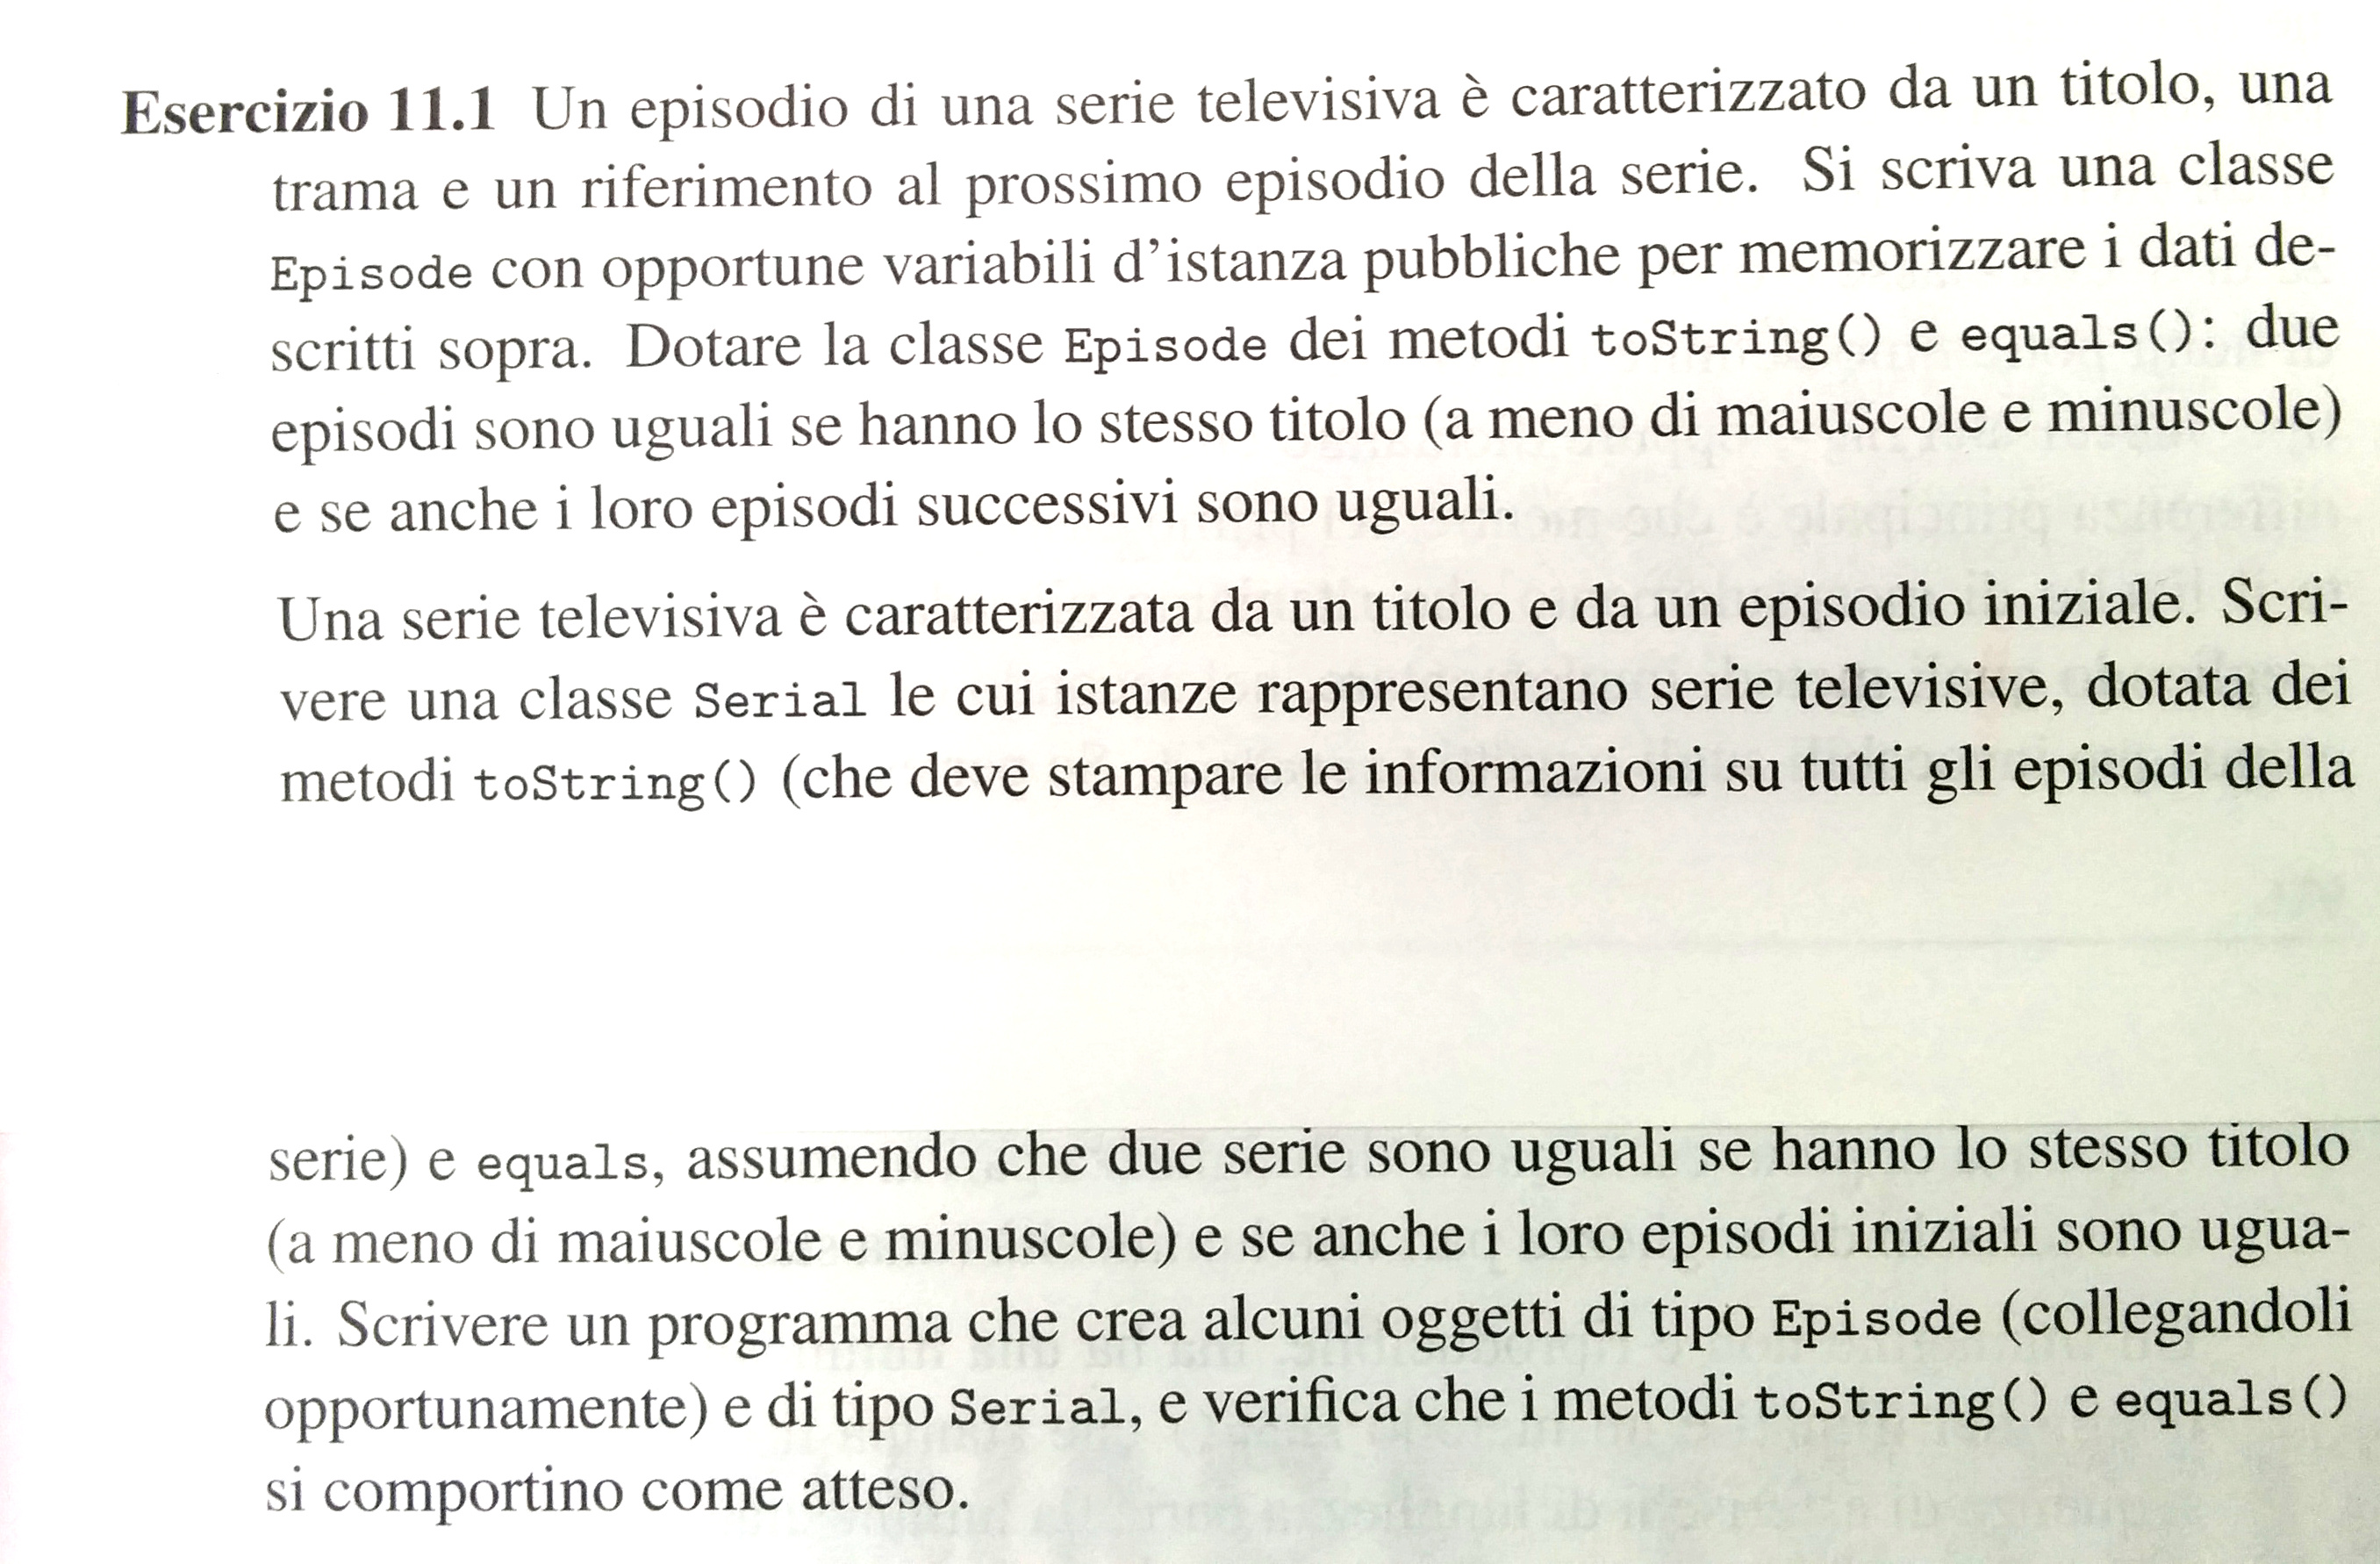 Esercizio 11.1 Un episodio di una serie televisiva è caratterizzato da un titolo, una
trama e un riferimento al prossimo episodio della serie. Si scriva una classe
Episode con opportune variabili d'istanza pubbliche per memorizzare i dati de-
scritti sopra. Dotare la classe Episode dei metodi toString() e equals(): due
episodi sono uguali se hanno lo stesso titolo (a meno di maiuscole e minuscole)
e se anche i loro episodi successivi sono uguali.
Una serie televisiva è caratterizzata da un titolo e da un episodio iniziale. Scri-
vere una classe Serial le cui istanze rappresentano serie televisive, dotata dei
metodi toString() (che deve stampare le informazioni su tutti gli episodi della
serie) e equals, assumendo che due serie sono uguali se hanno lo stesso titolo
(a meno di maiuscole e minuscole) e se anche i loro episodi iniziali sono ugua-
li. Scrivere un programma che crea alcuni oggetti di tipo Episode (collegandoli
opportunamente) e di tipo Serial, e verifica che i metodi toString() e equals()
si comportino come atteso.